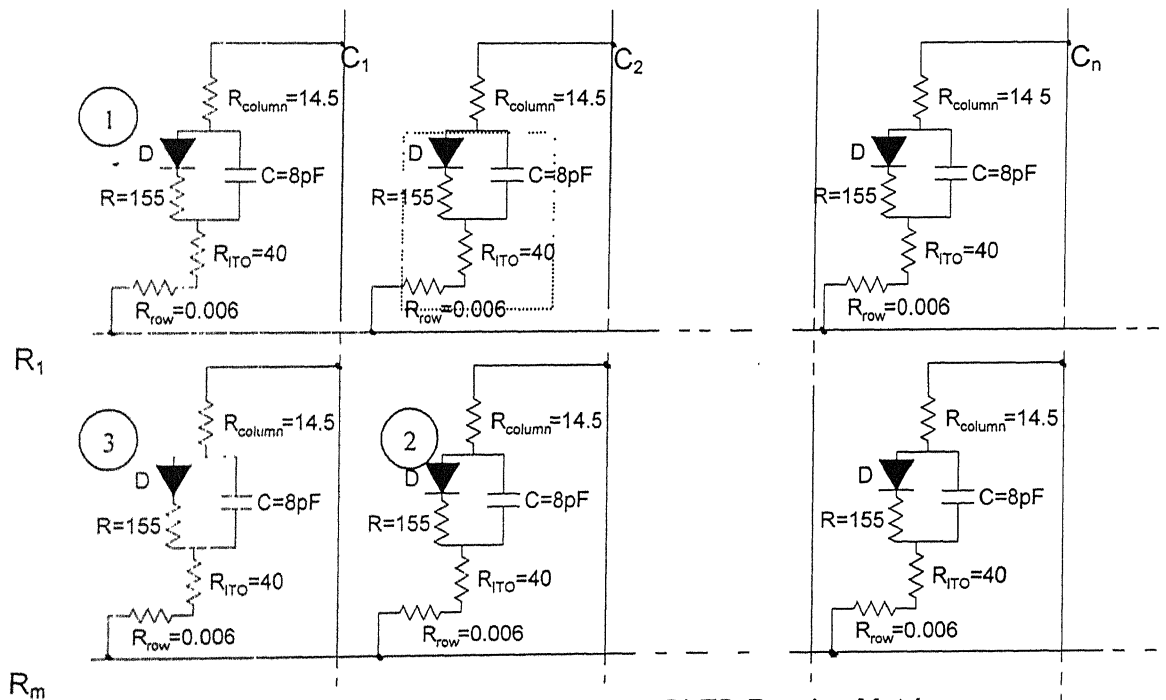 C1 C2 Cn
Rcolumn=14.5 Rcolumn=14.5 Rcolumn=14 5
1
D D D
C=8pF C=8pF C=8pF
R=155 R=155 R=155
RITO=40 RITO=40 RITO=40
Rrow=0.006 Rrow=0.006 Rrow=0.006
R1
Rcolumn=14.5 Rcolumn=14.5 Rcolumn=14.5
3 2
D D D
C=8pF C=8pF C=8pF
R=155 R=155 R=155
RITO=40 RITO=40 RITO=40
Rrow=0.006 Rrow=0.006 Rrow=0.006
Rm